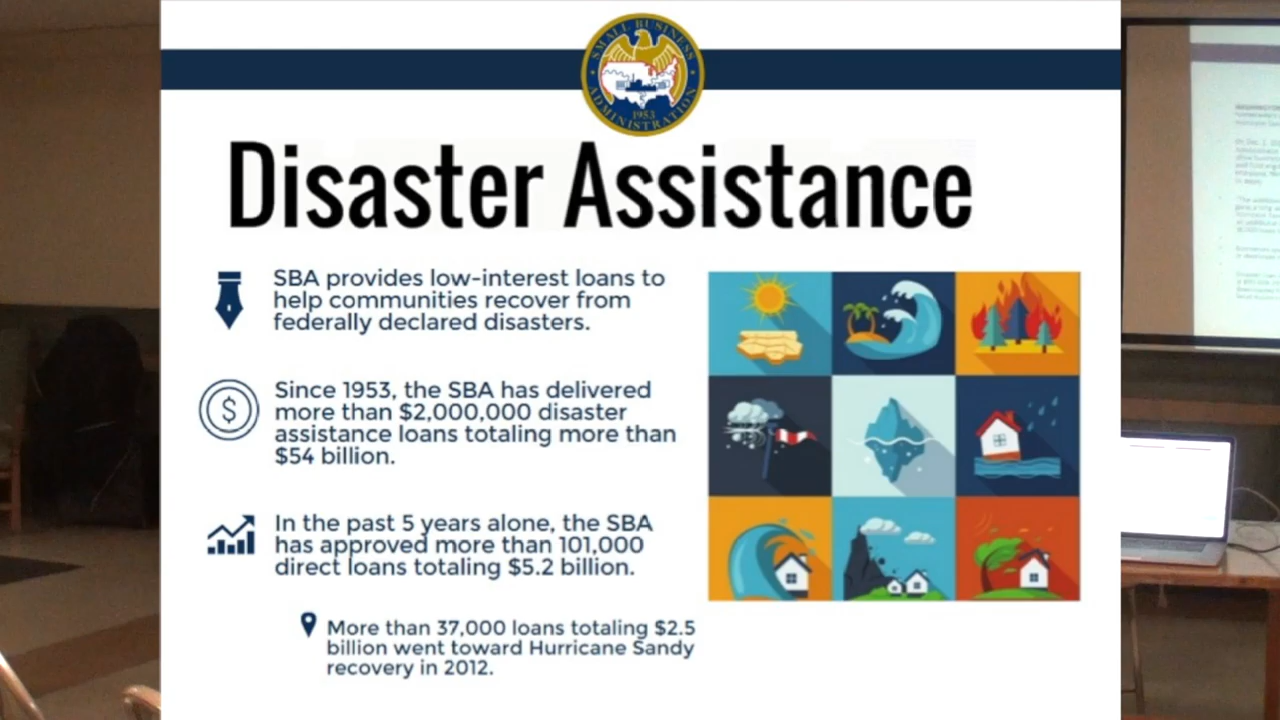 SMALL BUSINESS
ADMINISTRATION
1953
Disaster Assistance
SBA provides low-interest loans to
help communities recover from
federally declared disasters.
$
Since 1953, the SBA has delivered
more than $2,000,000 disaster
assistance loans totaling more than
$54 billion.
In the past 5 years alone, the SBA
has approved more than 101,000
direct loans totaling $5.2 billion.
More than 37,000 loans totaling $2.5
billion went toward Hurricane Sandy
recovery in 2012.